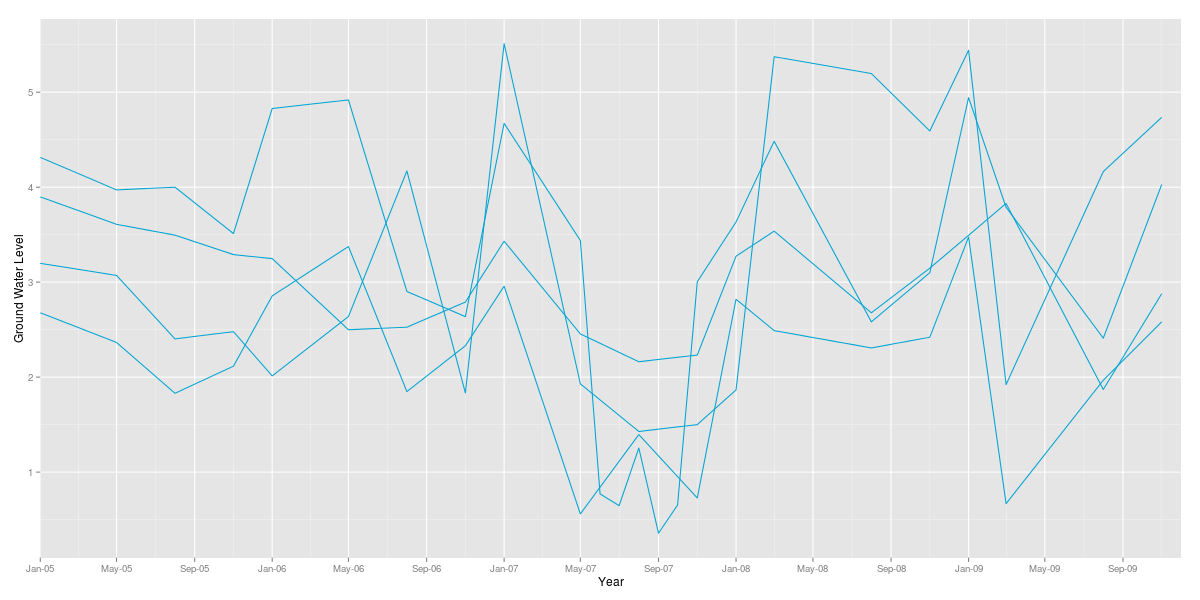 Ground Water Level
5
4
3
2
1
Jan-05 May-05 Sep-05 Jan-06 May-06 Sep-06 Jan-07 May-07 Sep-07 Jan-08 May-08 Sep-08 Jan-09 May-09 Sep-09
Year